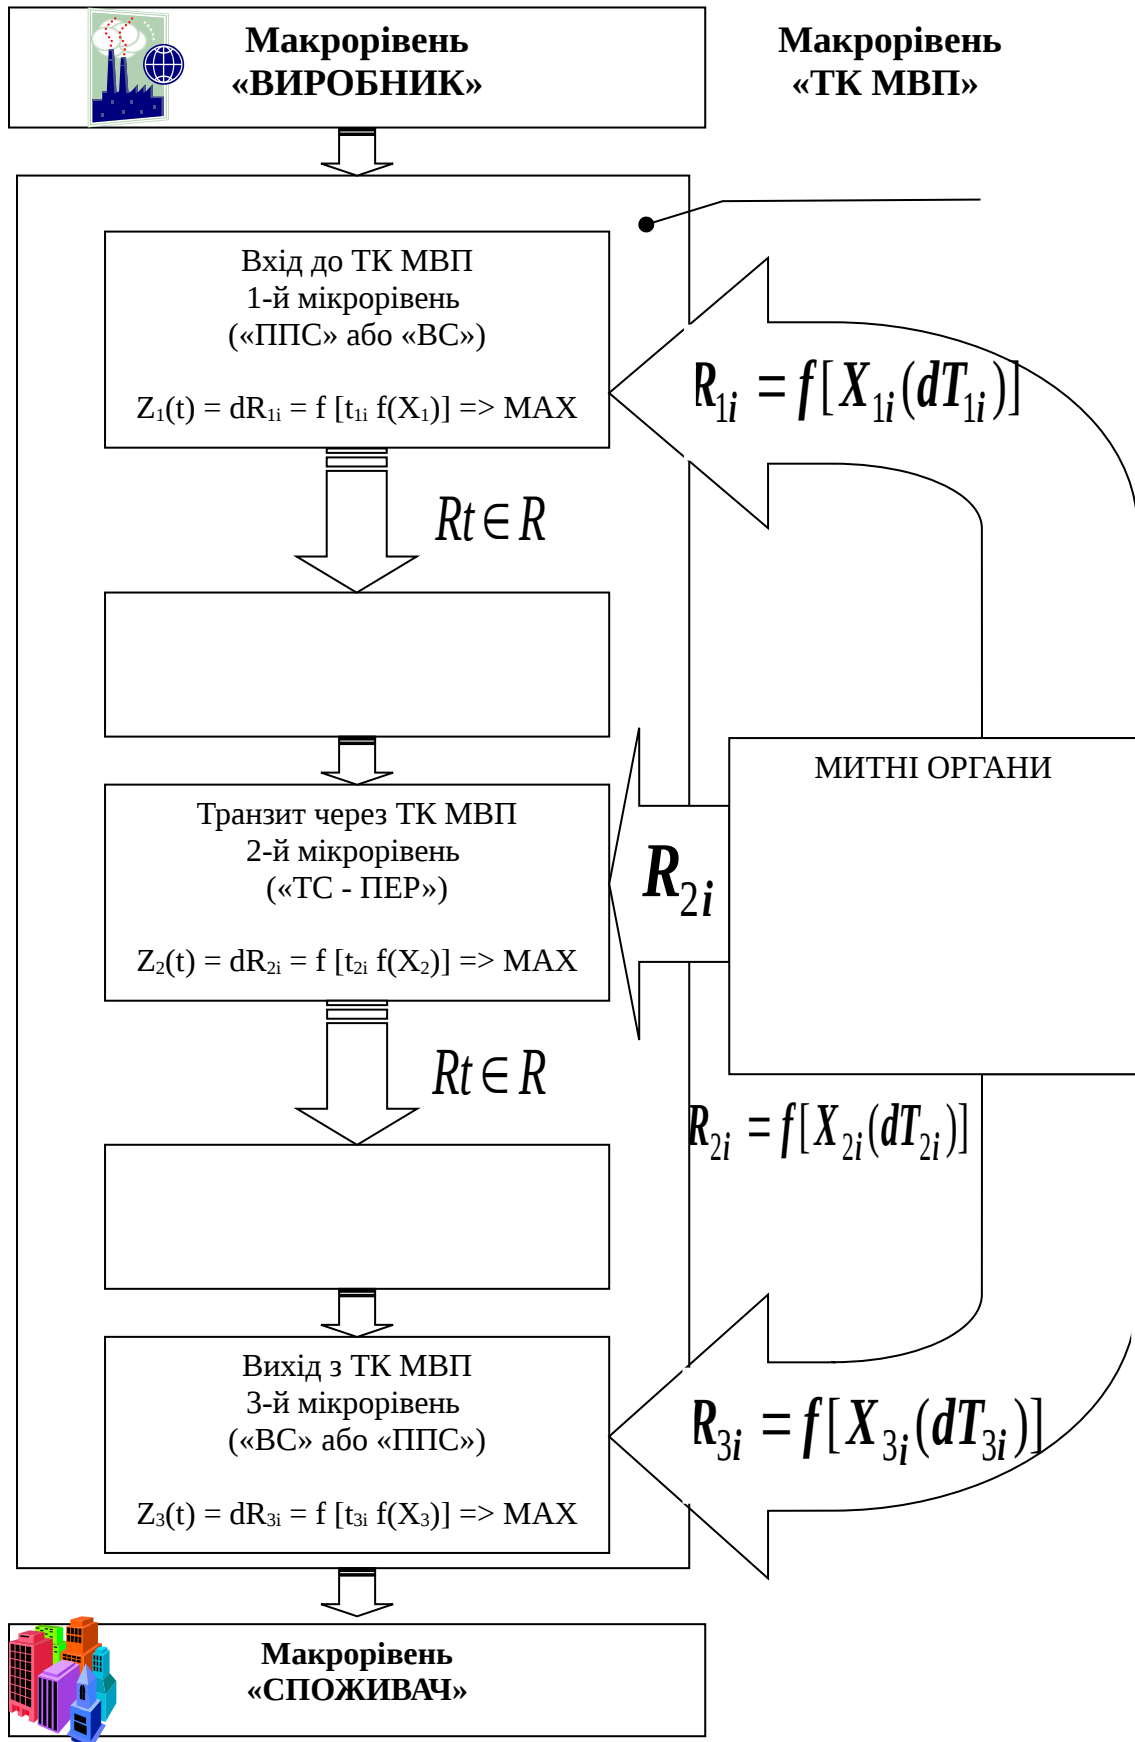 Макрорівень
«ВИРОБНИК»
Макрорівень
«ТК МВП»
Вхід до ТК МВП
1-й мікрорівень
(«ППС» або «ВС»)
Z₁(t) = dR₁ᵢ = f [t₁ᵢ f(X₁)] => MAX
R₁ᵢ = f[X₁ᵢ(dT₁ᵢ)]
Rt ∈ R
МИТНІ ОРГАНИ
Транзит через ТК МВП
2-й мікрорівень
(«ТС - ПЕР»)
Z₂(t) = dR₂ᵢ = f [t₂ᵢ f(X₂)] => MAX
R₂ᵢ
Rt ∈ R
R₂ᵢ = f[X₂ᵢ(dT₂ᵢ)]
Вихід з ТК МВП
3-й мікрорівень
(«ВС» або «ППС»)
Z₃(t) = dR₃ᵢ = f [t₃ᵢ f(X₃)] => MAX
R₃ᵢ = f[X₃ᵢ(dT₃ᵢ)]
Макрорівень
«СПОЖИВАЧ»